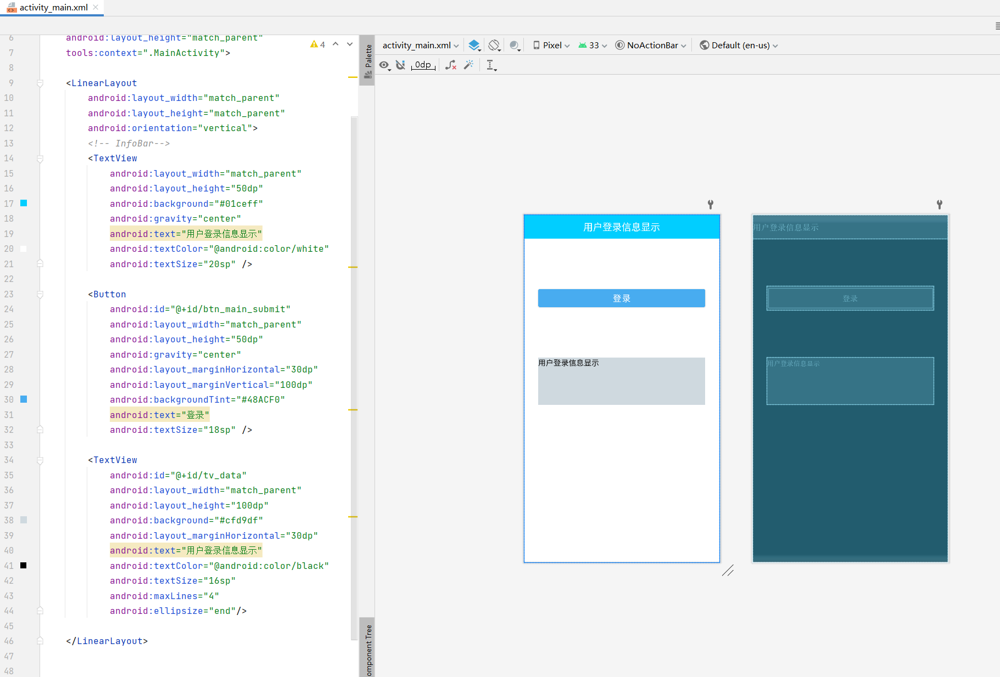 activity_main.xml
6 android:layout_height="match_parent"
7 tools:context=".MainActivity">
8
9 <LinearLayout
10 android:layout_width="match_parent"
11 android:layout_height="match_parent"
12 android:orientation="vertical">
13 <!-- InfoBar-->
14 <TextView
15 android:layout_width="match_parent"
16 android:layout_height="50dp"
17 android:background="#01ceff"
18 android:gravity="center"
19 android:text="用户登录信息显示"
20 android:textColor="@android:color/white"
21 android:textSize="20sp" />
22
23 <Button
24 android:id="@+id/btn_main_submit"
25 android:layout_width="match_parent"
26 android:layout_height="50dp"
27 android:gravity="center"
28 android:layout_marginHorizontal="30dp"
29 android:layout_marginVertical="100dp"
30 android:backgroundTint="#48ACF0"
31 android:text="登录"
32 android:textSize="18sp" />
33
34 <TextView
35 android:id="@+id/tv_data"
36 android:layout_width="match_parent"
37 android:layout_height="100dp"
38 android:background="#cfd9df"
39 android:layout_marginHorizontal="30dp"
40 android:text="用户登录信息显示"
41 android:textColor="@android:color/black"
42 android:textSize="16sp"
43 android:maxLines="4"
44 android:ellipsize="end"/>
45
46 </LinearLayout>
47
48
4
Palette
omponent Tree
activity_main.xml Pixel 33 NoActionBar Default (en-us)
0dp
用户登录信息显示
登录
用户登录信息显示
用户登录信息显示
登录
用户登录信息显示